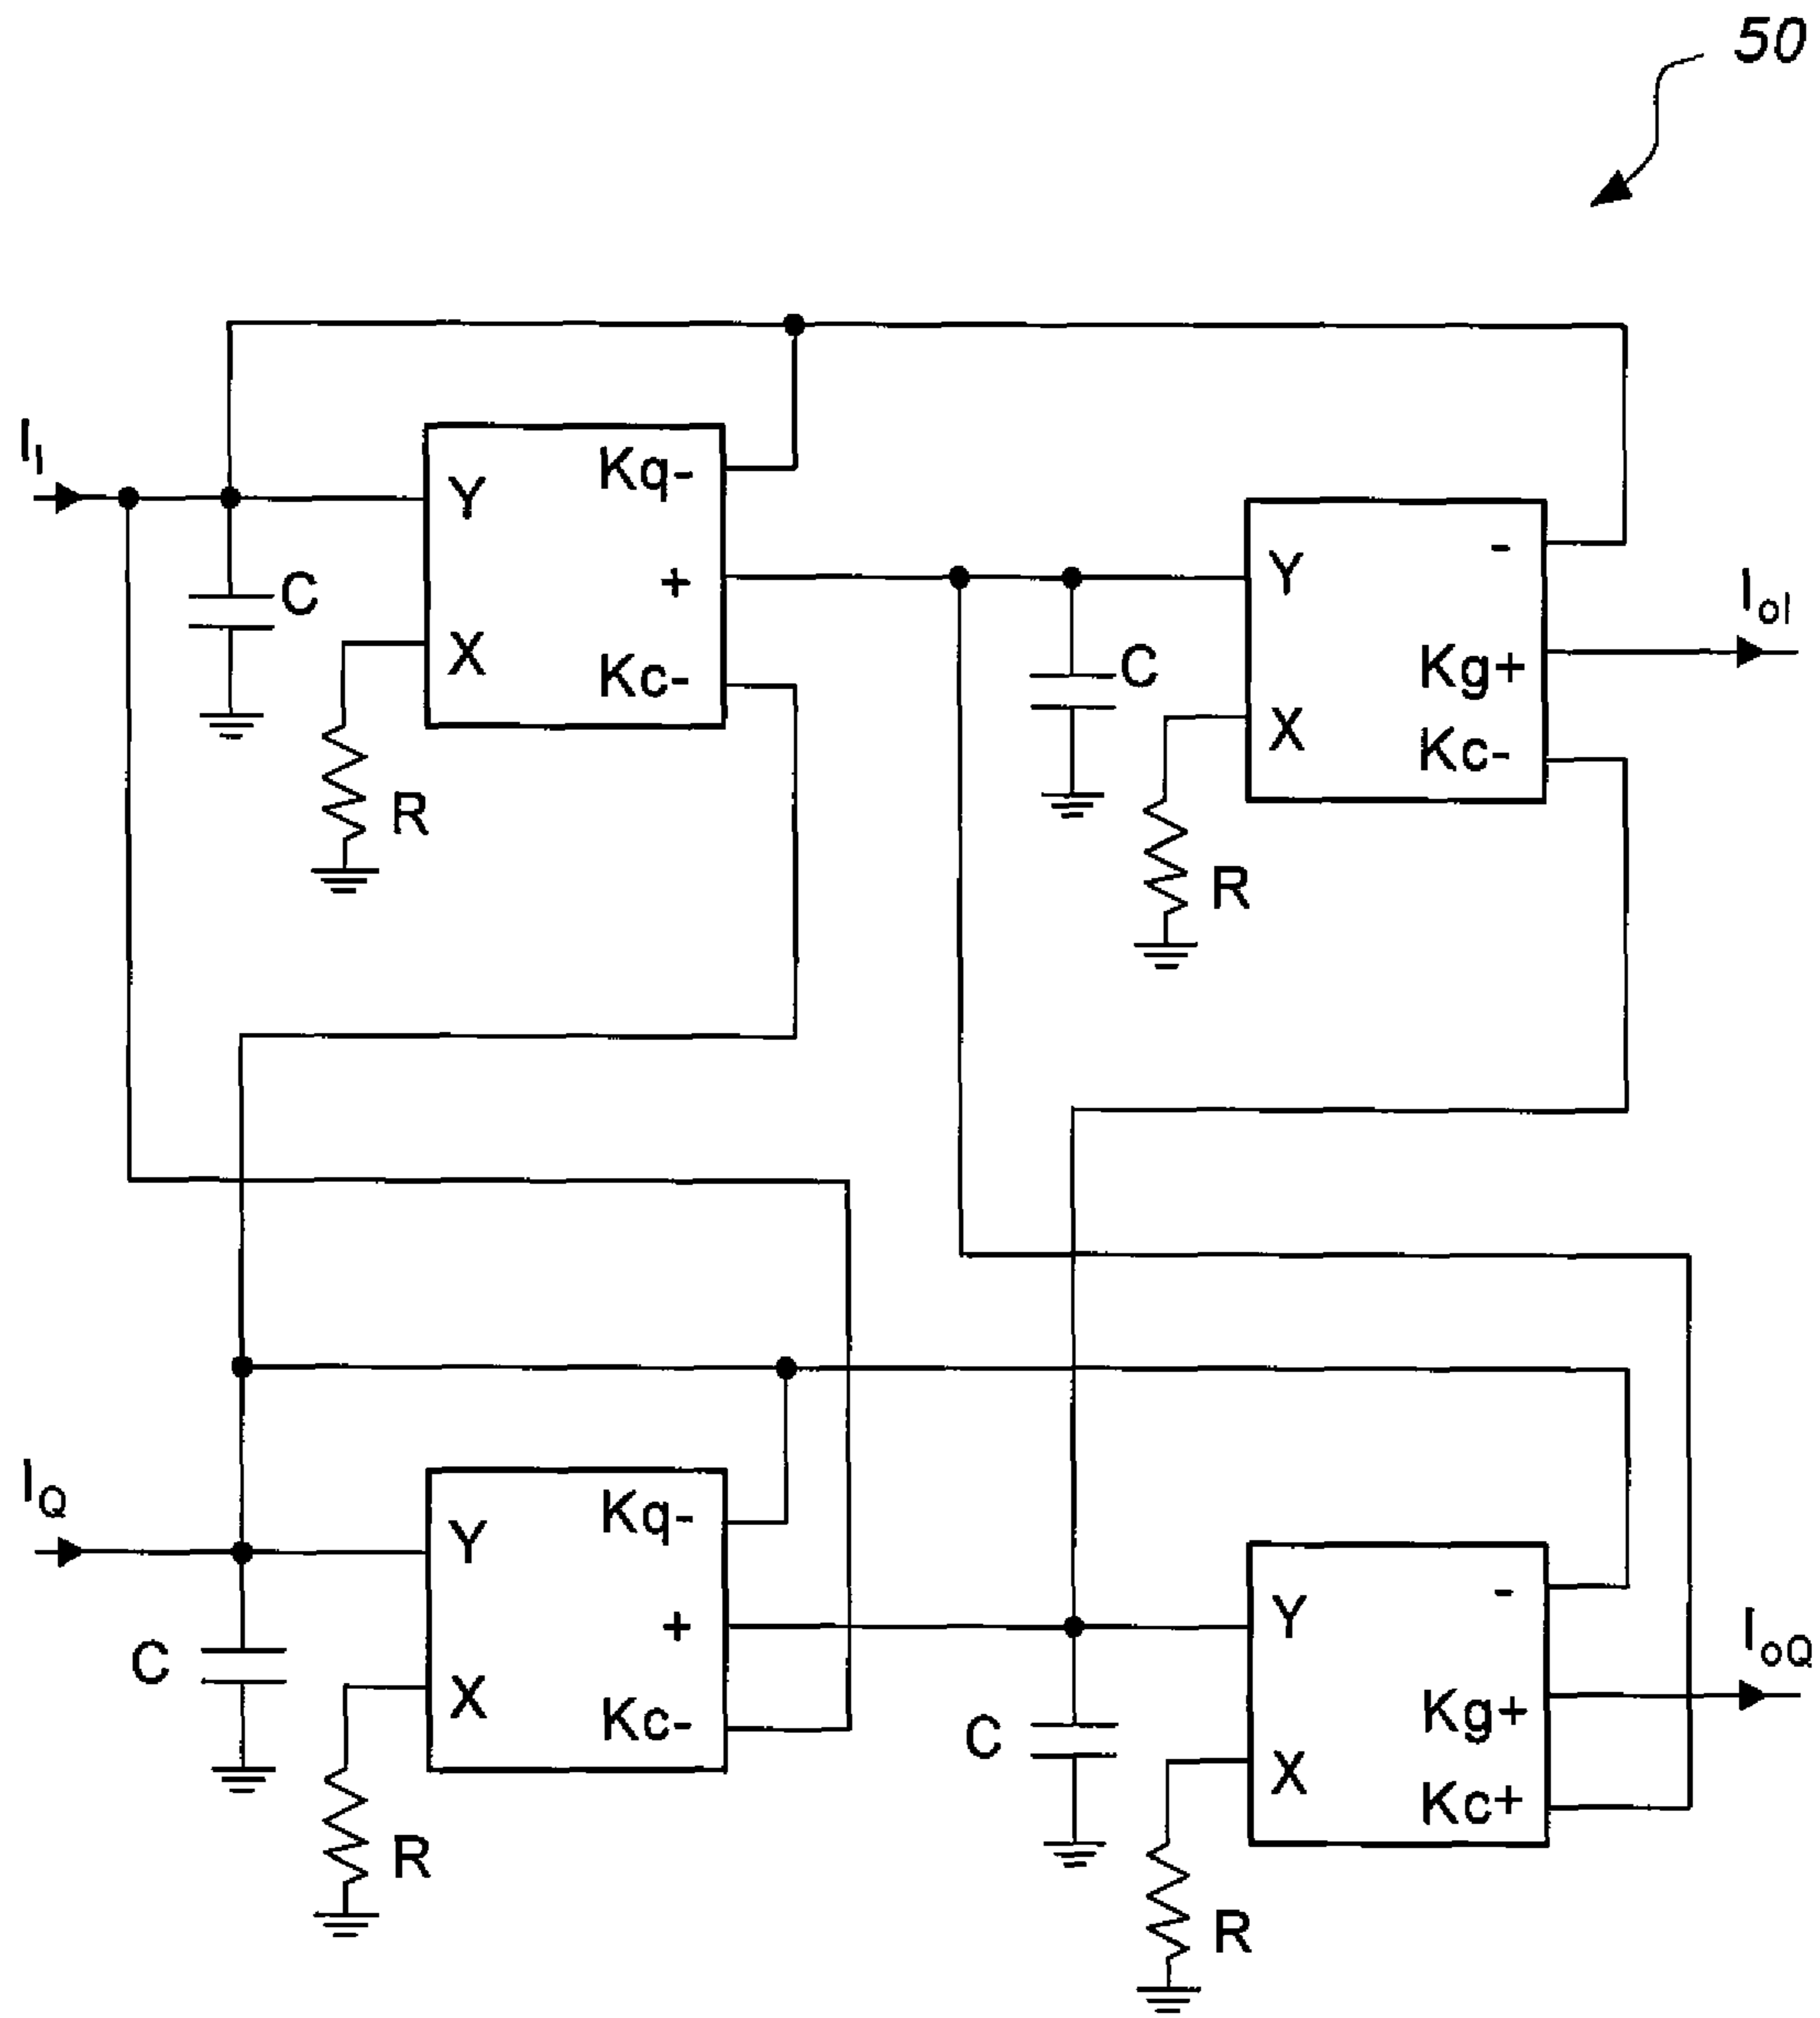 50
I_I
Y
Kq-
+
X
Kc-
C
R
Y
-
Kg+
X
Kc-
C
R
I_oI
I_Q
Y
Kq-
+
X
Kc-
C
R
Y
-
Kg+
X
Kc+
C
R
I_oQ